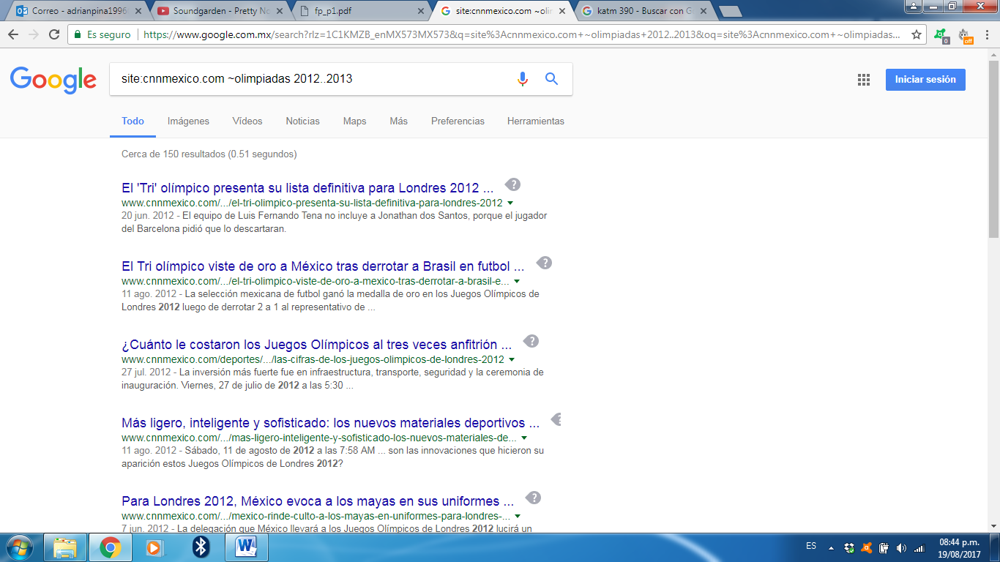 Correo - adrianpina1996
Soundgarden - Pretty No
fp_p1.pdf
site:cnnmexico.com ~olim
katm 390 - Buscar con G
Es seguro
https://www.google.com.mx/search?rlz=1C1KMZB_enMX573MX573&q=site%3Acnnmexico.com+~olimpiadas+2012..2013&oq=site%3Acnnmexico.com+~olimpiadas...
0
off
Google
site:cnnmexico.com ~olimpiadas 2012..2013
Iniciar sesión
Todo
Imágenes
Vídeos
Noticias
Maps
Más
Preferencias
Herramientas
Cerca de 150 resultados (0.51 segundos)
El 'Tri' olímpico presenta su lista definitiva para Londres 2012 ...
www.cnnmexico.com/.../el-tri-olimpico-presenta-su-lista-definitiva-para-londres-2012
20 jun. 2012 - El equipo de Luis Fernando Tena no incluye a Jonathan dos Santos, porque el jugador
del Barcelona pidió que lo descartaran.
El Tri olímpico viste de oro a México tras derrotar a Brasil en futbol ...
www.cnnmexico.com/.../el-tri-olimpico-viste-de-oro-a-mexico-tras-derrotar-a-brasil-e...
11 ago. 2012 - La selección mexicana de futbol ganó la medalla de oro en los Juegos Olímpicos de
Londres 2012 luego de derrotar 2 a 1 al representativo de ...
¿Cuánto le costaron los Juegos Olímpicos al tres veces anfitrión ...
www.cnnmexico.com/deportes/.../las-cifras-de-los-juegos-olimpicos-de-londres-2012
27 jul. 2012 - La inversión más fuerte fue en infraestructura, transporte, seguridad y la ceremonia de
inauguración. Viernes, 27 de julio de 2012 a las 5:30 ...
Más ligero, inteligente y sofisticado: los nuevos materiales deportivos ...
www.cnnmexico.com/.../mas-ligero-inteligente-y-sofisticado-los-nuevos-materiales-de...
11 ago. 2012 - Sábado, 11 de agosto de 2012 a las 7:58 AM ... son las innovaciones que hicieron su
aparición estos Juegos Olímpicos de Londres 2012?
Para Londres 2012, México evoca a los mayas en sus uniformes ...
www.cnnmexico.com/.../mexico-rinde-culto-a-los-mayas-en-uniformes-para-londres-...
7 jun. 2012 - La delegación que México llevará a los Juegos Olímpicos de Londres 2012 lucirá un
ES
08:44 p.m.
19/08/2017